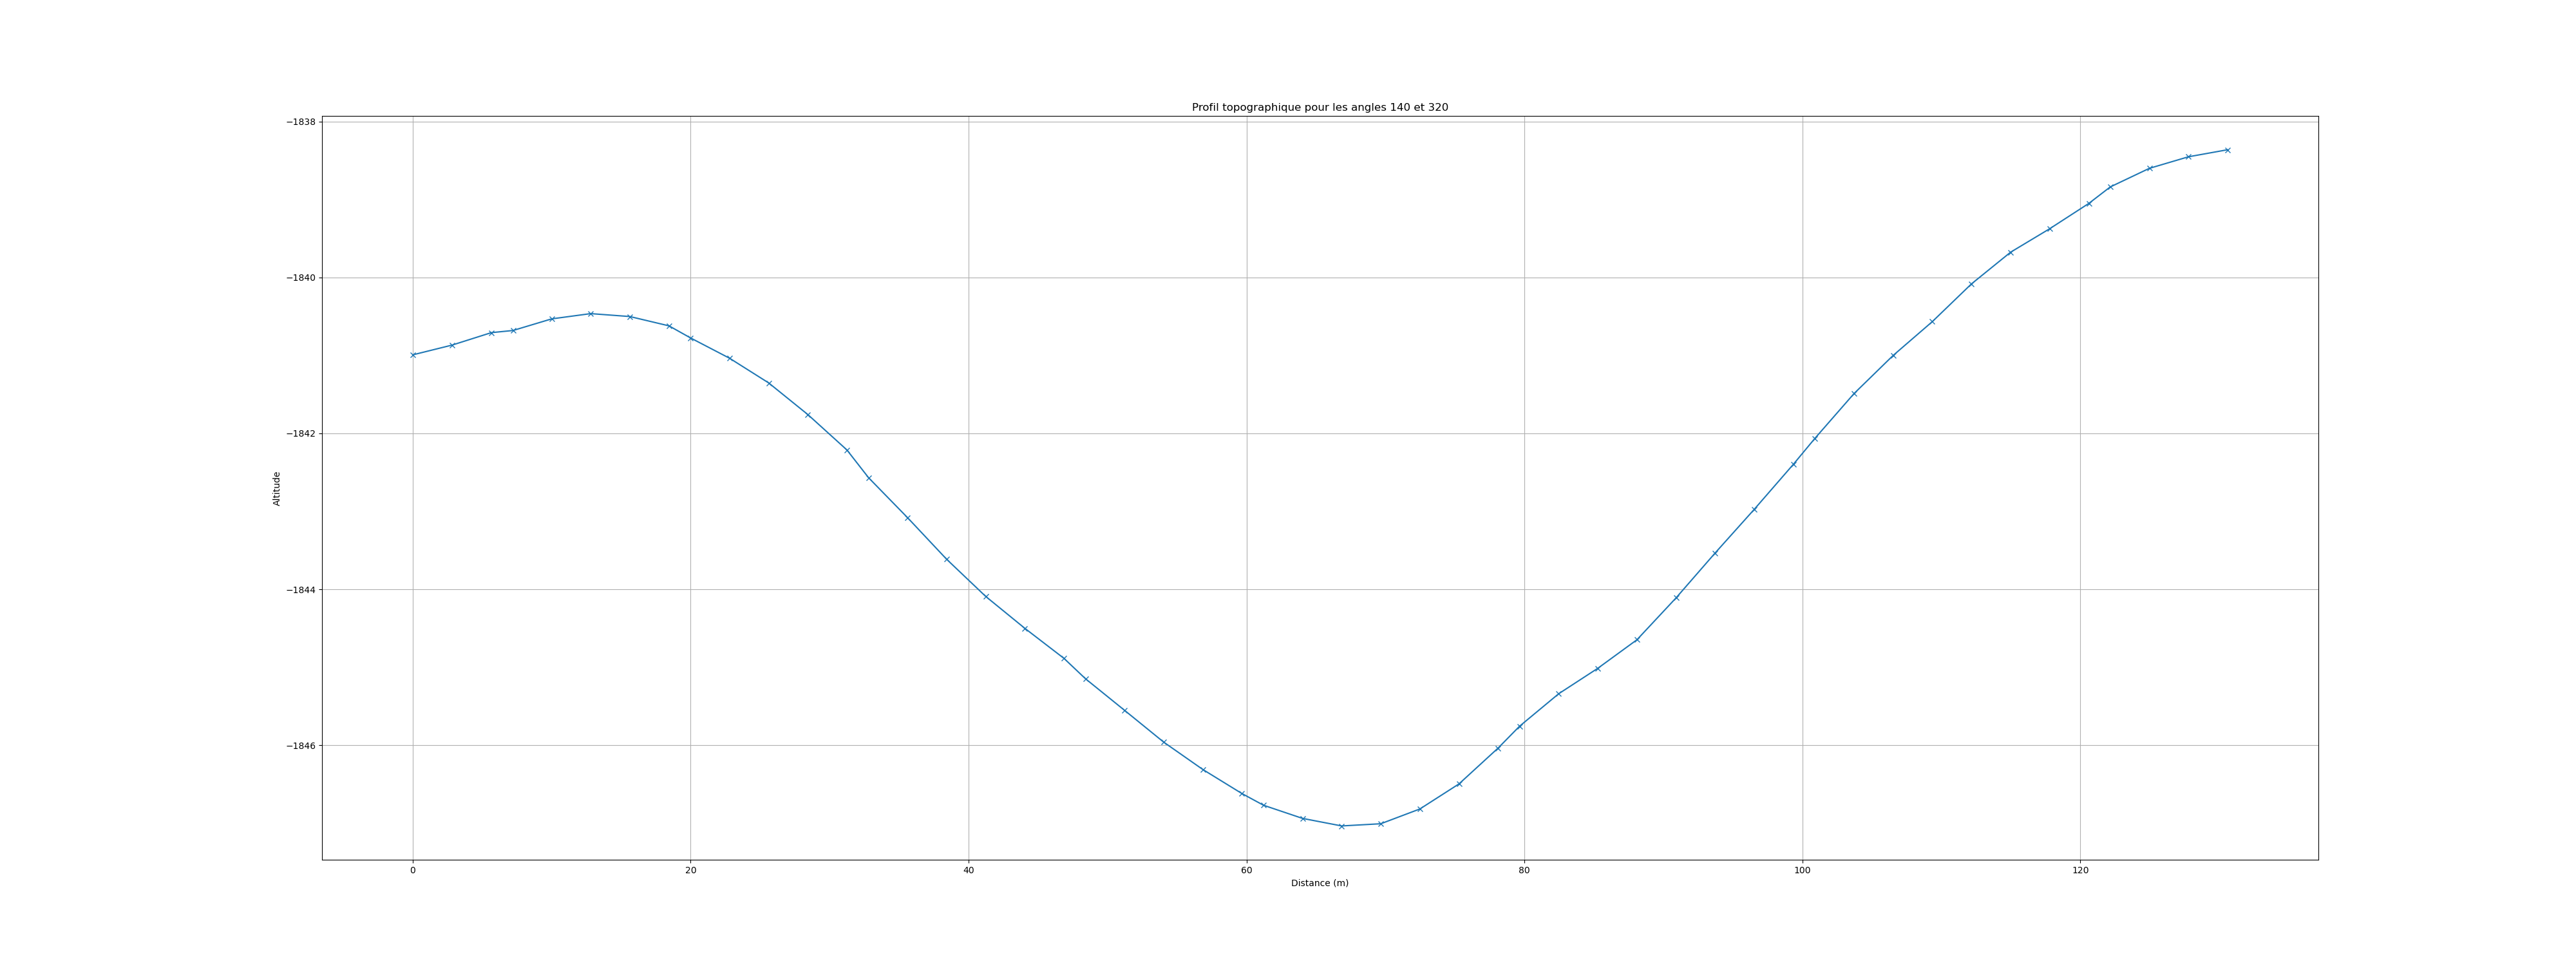 Profil topographique pour les angles 140 et 320
−1838
−1840
−1842
−1844
−1846
Altitude
0 20 40 60 80 100 120
Distance (m)